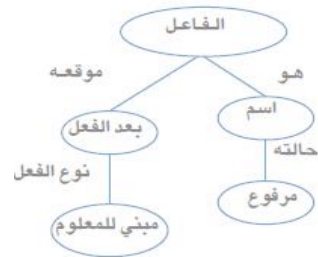 الفاعل
هو
موقعه
اسم
بعد الفعل
حالته
نوع الفعل
مرفوع
مبني للمعلوم